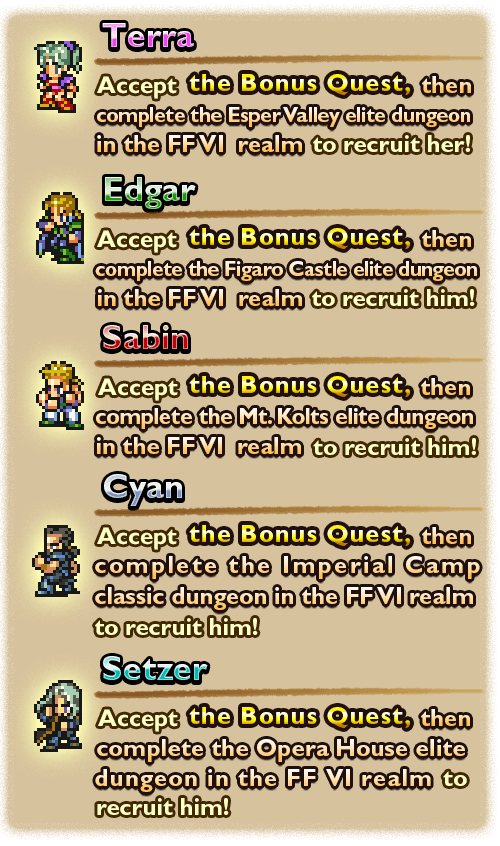 Terra
Accept the Bonus Quest, then
complete the Esper Valley elite dungeon
in the FFVI realm to recruit her!
Edgar
Accept the Bonus Quest, then
complete the Figaro Castle elite dungeon
in the FFVI realm to recruit him!
Sabin
Accept the Bonus Quest, then
complete the Mt. Kolts elite dungeon
in the FFVI realm to recruit him!
Cyan
Accept the Bonus Quest, then
complete the Imperial Camp
classic dungeon in the FFVI realm
to recruit him!
Setzer
Accept the Bonus Quest, then
complete the Opera House elite
dungeon in the FF VI realm to
recruit him!